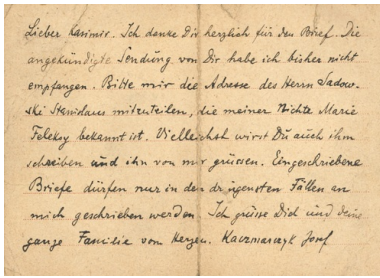 Lieber Kasimir. Ich danke Dir herzlich für den Brief. Die
angekündigte Sendung von Dir habe ich bisher nicht
empfangen. Bitte mir die Adresse des Herrn Sadow-
ski Stanislaus mitzuteilen, die meiner Nichte Marie
Feleky bekannt ist. Vielleicht wirst Du auch ihm
schreiben und ihn von mir grüssen. Eingeschriebene
Briefe dürfen nur in den dringensten Fällen an
mich geschrieben werden. Ich grüsse Dich und deine
ganze Familie vom Herzen. Kaczmarczyk Josef